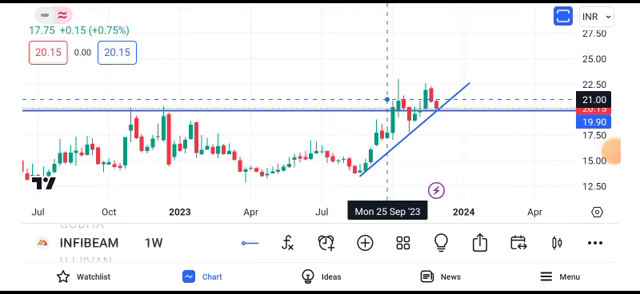 17.75 +0.15 (+0.75%)
INR
20.15 0.00 20.15
27.50
25.00
22.50
21.00
20.15
19.90
17.50
15.00
12.50
Jul Oct 2023 Apr Jul Mon 25 Sep '23 2024 Apr
INFIBEAM 1W
Watchlist Chart Ideas News Menu